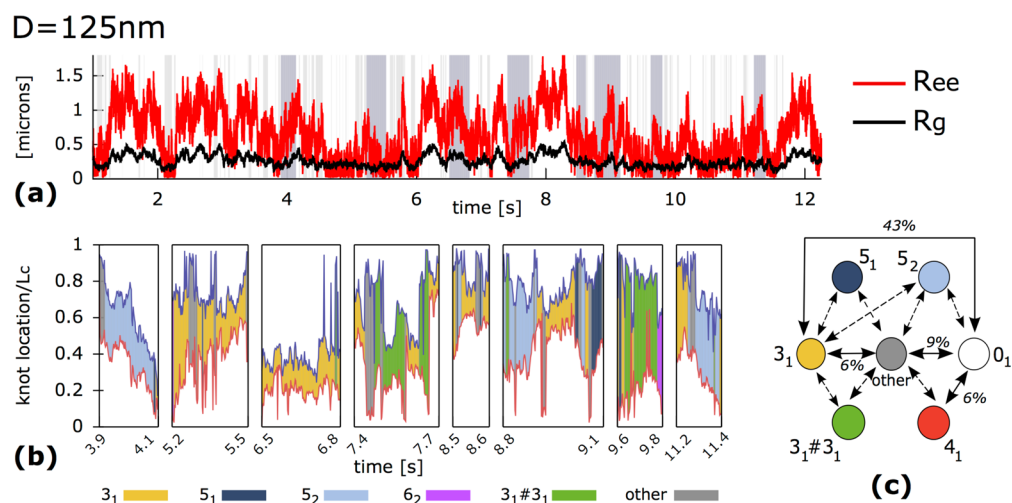 D=125nm
[microns]
1.5
1
0.5
0
2 4 6 8 10 12
time [s]
Ree
Rg
(a)
knot location/Lc
1
0.8
0.6
0.4
0.2
0
3.9 4.1 5.2 5.5 6.5 6.8 7.4 7.7 8.5 8.6 8.8 9.1 9.6 9.8 11.2 11.4
time [s]
(b)
3₁ 5₁ 5₂ 6₂ 3₁#3₁ other
43%
5₁ 5₂
3₁ 6% other 9% 0₁
6%
3₁#3₁ 4₁
(c)